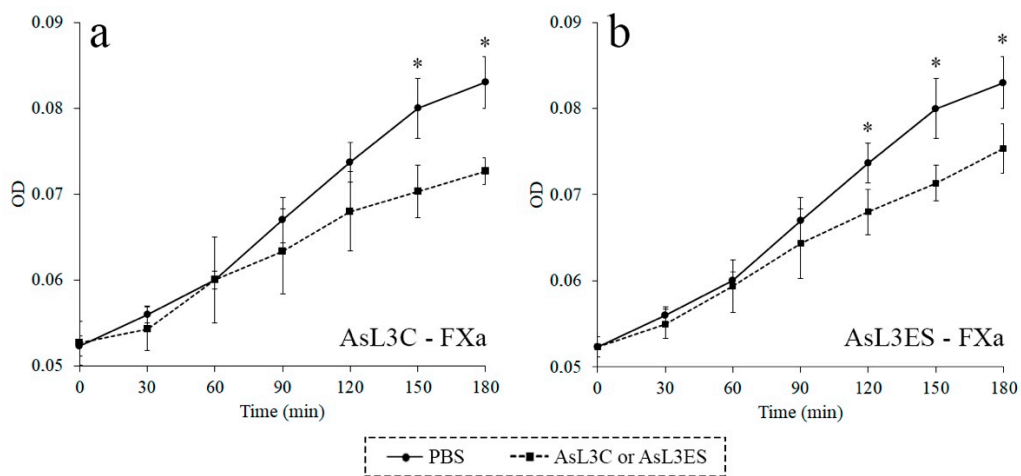 a
0.09
0.08
0.07
0.06
0.05
OD
*
*
AsL3C - FXa
0 30 60 90 120 150 180
Time (min)
b
0.09
0.08
0.07
0.06
0.05
OD
*
*
*
AsL3ES - FXa
0 30 60 90 120 150 180
Time (min)
PBS AsL3C or AsL3ES